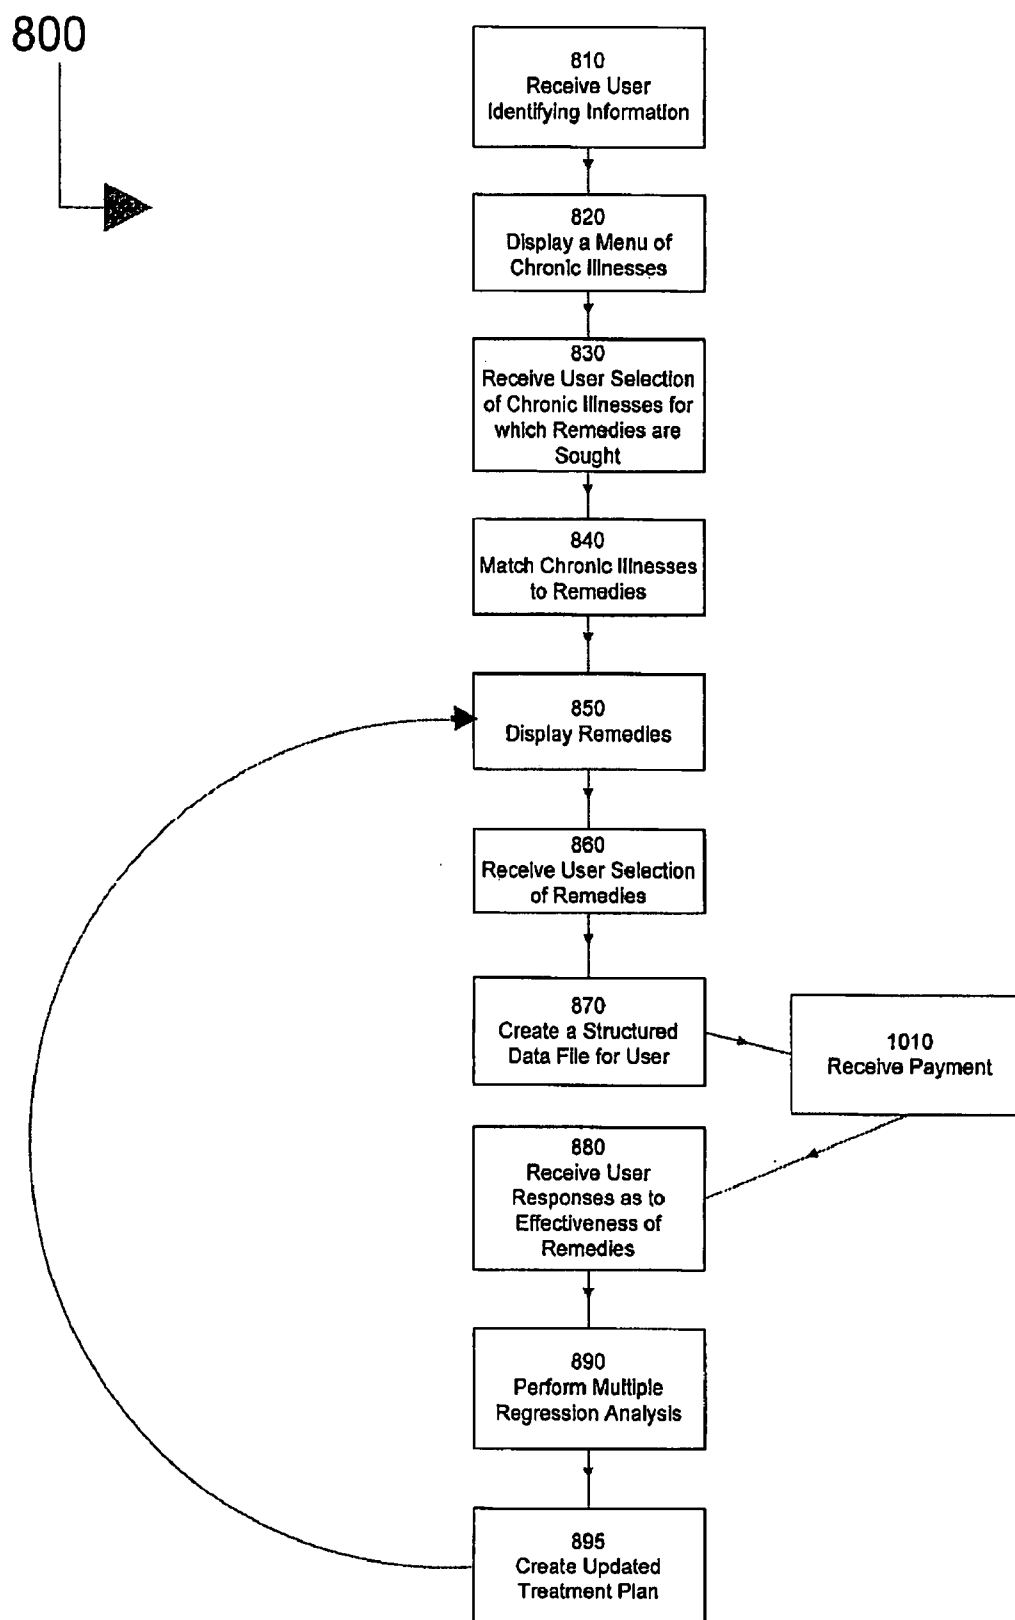 800
810
Receive User
Identifying Information
820
Display a Menu of
Chronic Illnesses
830
Receive User Selection
of Chronic Illnesses for
which Remedies are
Sought
840
Match Chronic Illnesses
to Remedies
850
Display Remedies
860
Receive User Selection
of Remedies
870
Create a Structured
Data File for User
1010
Receive Payment
880
Receive User
Responses as to
Effectiveness of
Remedies
890
Perform Multiple
Regression Analysis
895
Create Updated
Treatment Plan